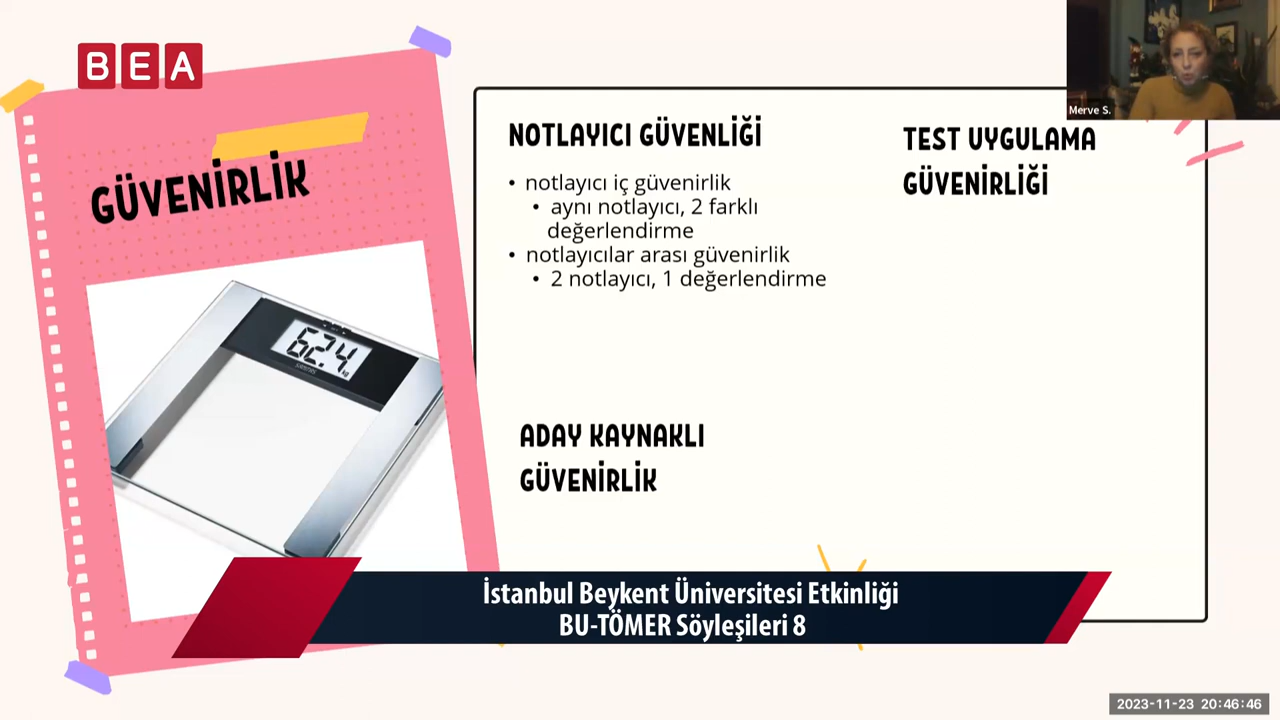 BEA
Merve S.
GÜVENİRLİK
62.4
kg
NOTLAYICI GÜVENLİĞİ
• notlayıcı iç güvenirlik
• aynı notlayıcı, 2 farklı
değerlendirme
• notlayıcılar arası güvenirlik
• 2 notlayıcı, 1 değerlendirme
TEST UYGULAMA
GÜVENİRLİĞİ
ADAY KAYNAKLI
GÜVENİRLİK
İstanbul Beykent Üniversitesi Etkinliği
BU-TÖMER Söyleşileri 8
2023-11-23 20:46:46